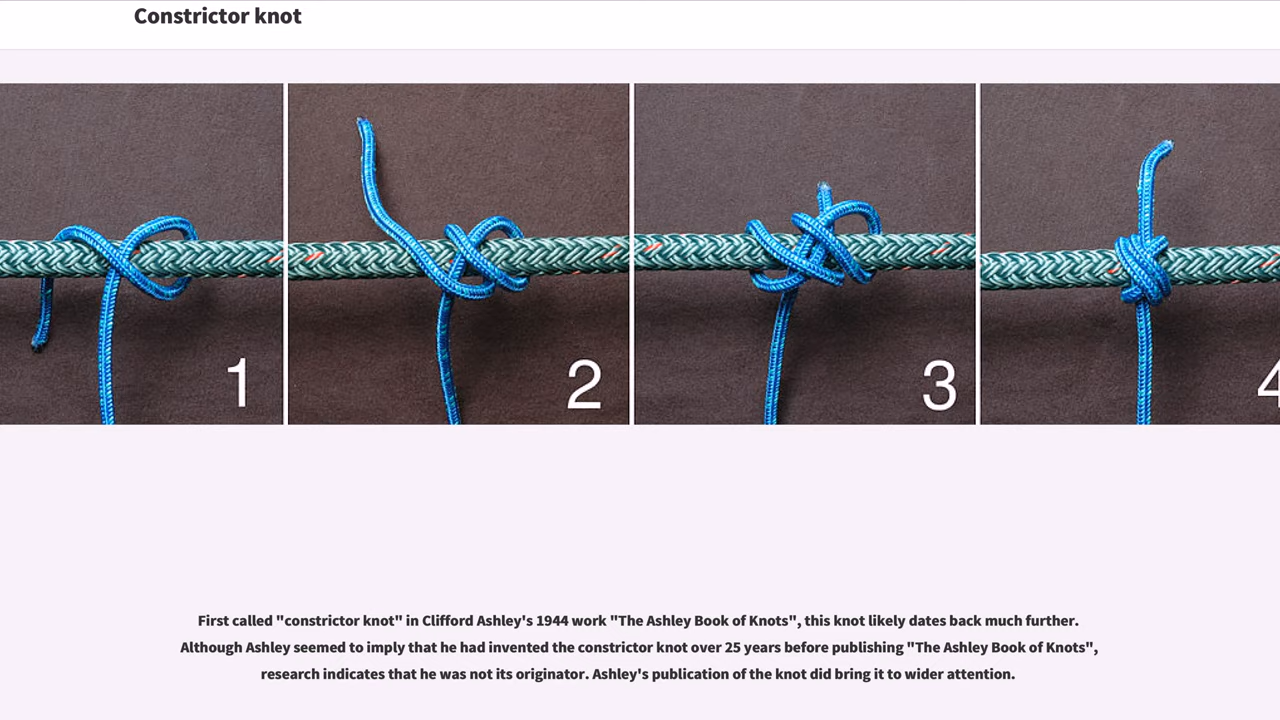 Constrictor knot
1
2
3
4
First called "constrictor knot" in Clifford Ashley's 1944 work "The Ashley Book of Knots", this knot likely dates back much further.
Although Ashley seemed to imply that he had invented the constrictor knot over 25 years before publishing "The Ashley Book of Knots",
research indicates that he was not its originator. Ashley's publication of the knot did bring it to wider attention.